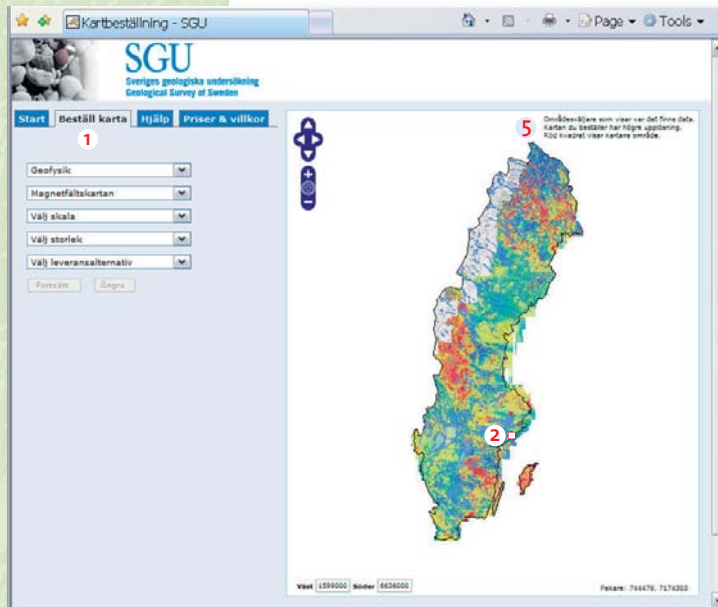 Kartbeställning - SGU
Page
Tools
SGU
Sveriges geologiska undersökning
Geological Survey of Sweden
Start
Beställ karta
Hjälp
Priser & villkor
1
Geofysik
Magnetfältskartan
Välj skala
Välj storlek
Välj leveransalternativ
Fortsätt
Ångra
5
Områdesväljare som visar var det finns data.
Kartan du beställer har högre upplösning.
Röd kvadrat visar kartans område.
2
Väst 1599000 Söder 6636000
Pekare: 744479, 7174303